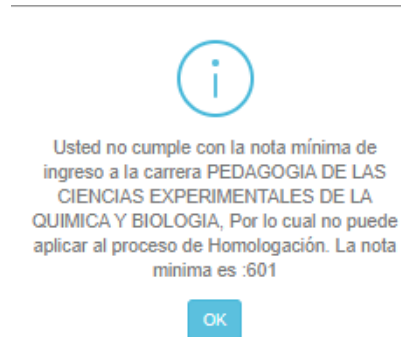 Usted no cumple con la nota mínima de
ingreso a la carrera PEDAGOGIA DE LAS
CIENCIAS EXPERIMENTALES DE LA
QUIMICA Y BIOLOGIA, Por lo cual no puede
aplicar al proceso de Homologación. La nota
minima es :601
OK